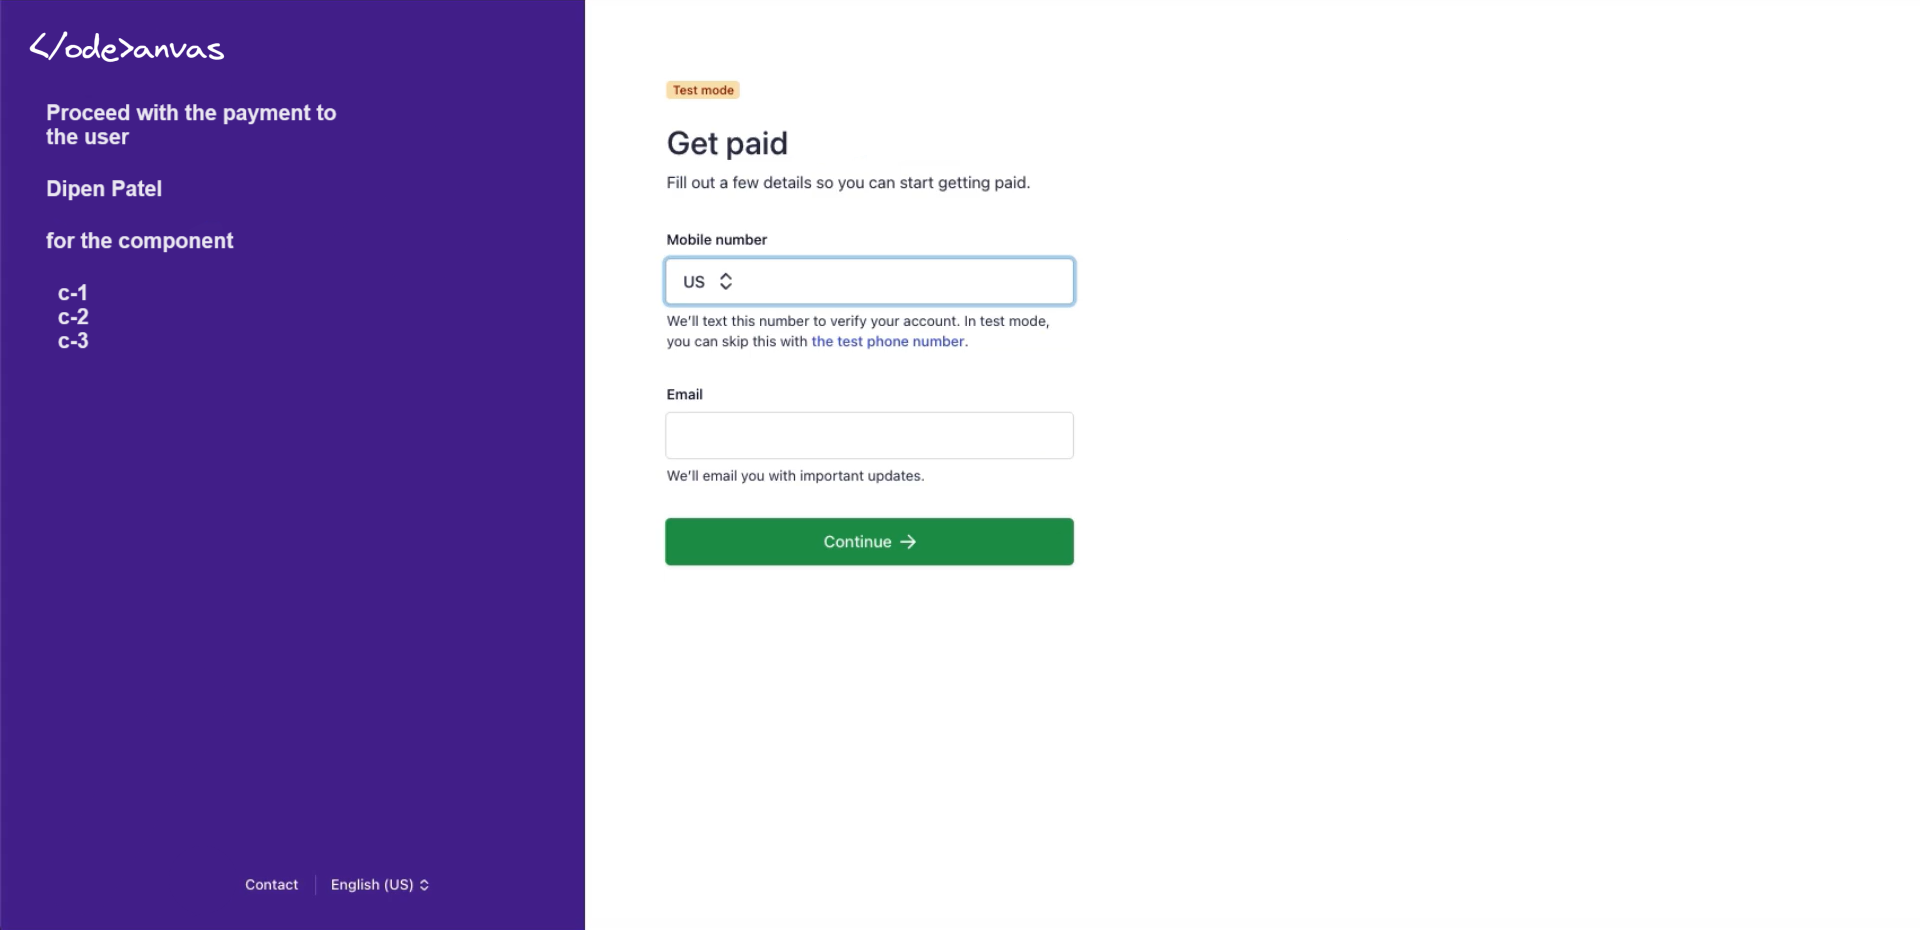 </ode>anvas
Proceed with the payment to
the user
Dipen Patel
for the component
c-1
c-2
c-3
Contact
English (US)
Test mode
Get paid
Fill out a few details so you can start getting paid.
Mobile number
US
We'll text this number to verify your account. In test mode,
you can skip this with the test phone number.
Email
We'll email you with important updates.
Continue →